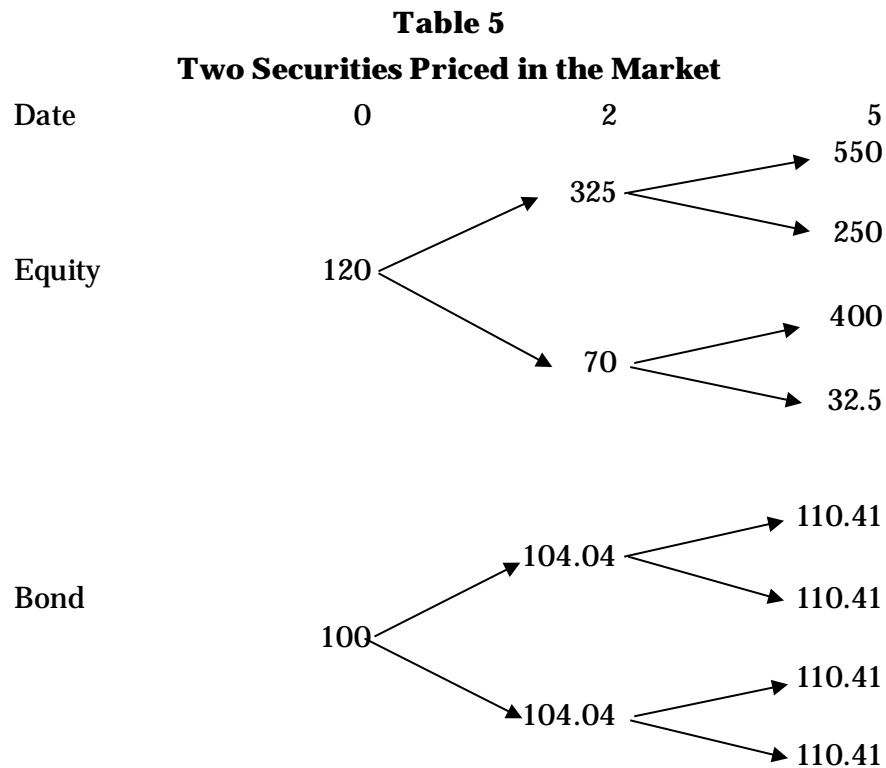 Table 5
Two Securities Priced in the Market
Date 0 2 5
550
325
250
Equity 120
400
70
32.5
110.41
104.04
110.41
Bond
100
110.41
104.04
110.41